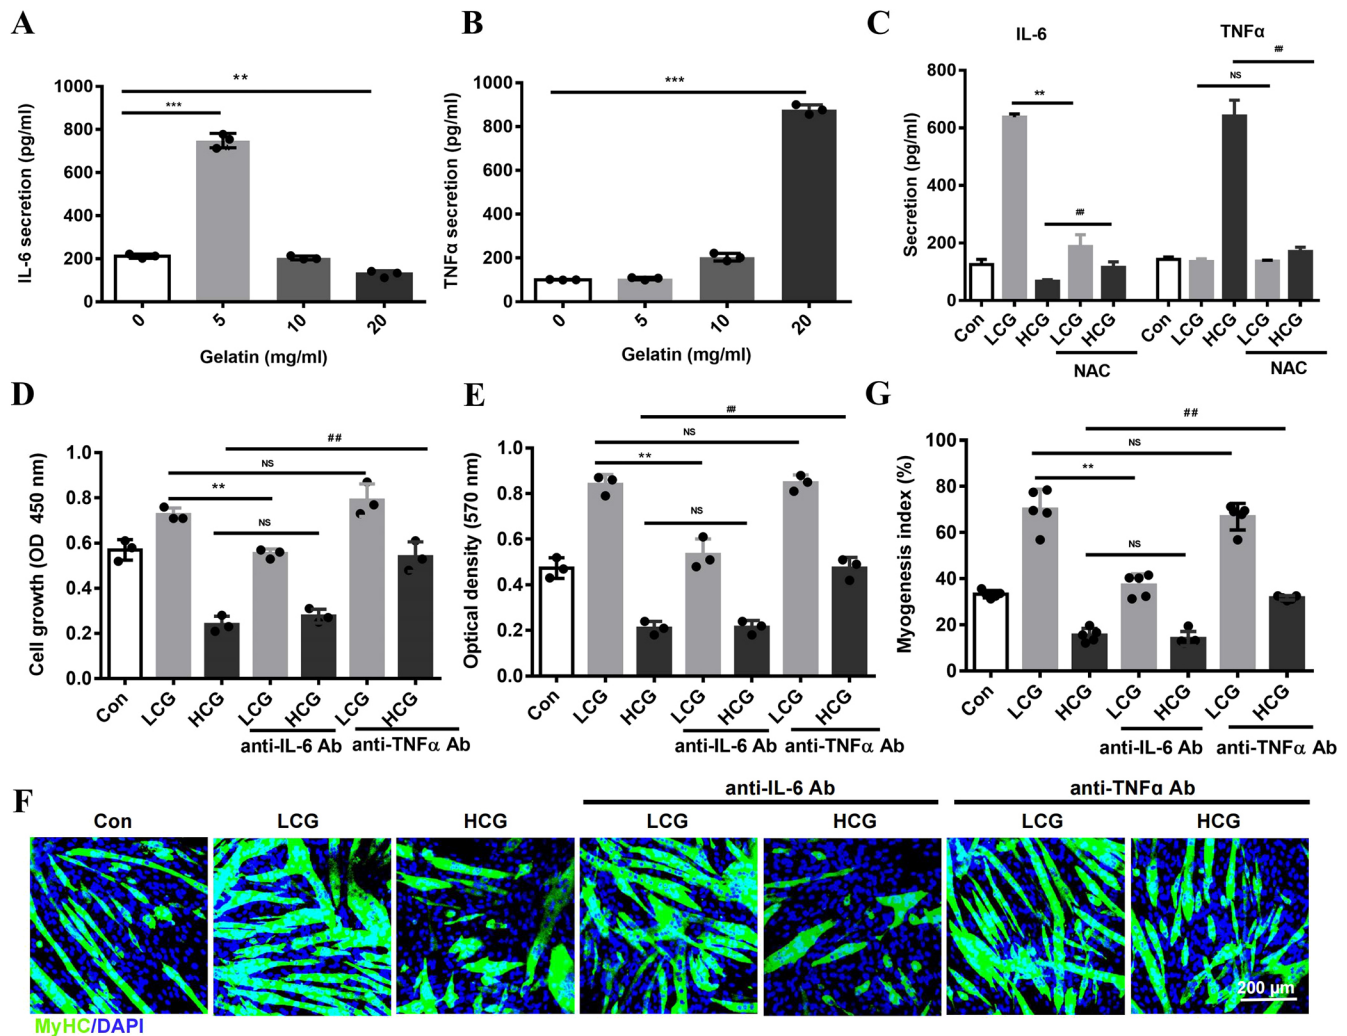 A
IL-6 secretion (pg/ml)
1000
800
600
400
200
0
**
***
0
5
10
20
Gelatin (mg/ml)
B
TNFα secretion (pg/ml)
1000
800
600
400
200
0
***
0
5
10
20
Gelatin (mg/ml)
C
IL-6
TNFα
Secretion (pg/ml)
800
600
400
200
0
**
##
NS
##
Con
LCG
HCG
LCG
HCG
NAC
Con
LCG
HCG
LCG
HCG
NAC
D
Cell growth (OD 450 nm)
1.0
0.8
0.6
0.4
0.2
0.0
##
NS
**
NS
Con
LCG
HCG
LCG
HCG
LCG
HCG
anti-IL-6 Ab
anti-TNFα Ab
E
Optical density (570 nm)
1.0
0.8
0.6
0.4
0.2
0.0
##
NS
**
NS
Con
LCG
HCG
LCG
HCG
LCG
HCG
anti-IL-6 Ab
anti-TNFα Ab
G
Myogenesis index (%)
100
80
60
40
20
0
##
NS
**
NS
Con
LCG
HCG
LCG
HCG
LCG
HCG
anti-IL-6 Ab
anti-TNFα Ab
F
anti-IL-6 Ab
anti-TNFα Ab
Con
LCG
HCG
LCG
HCG
LCG
HCG
200 µm
MyHC/DAPI